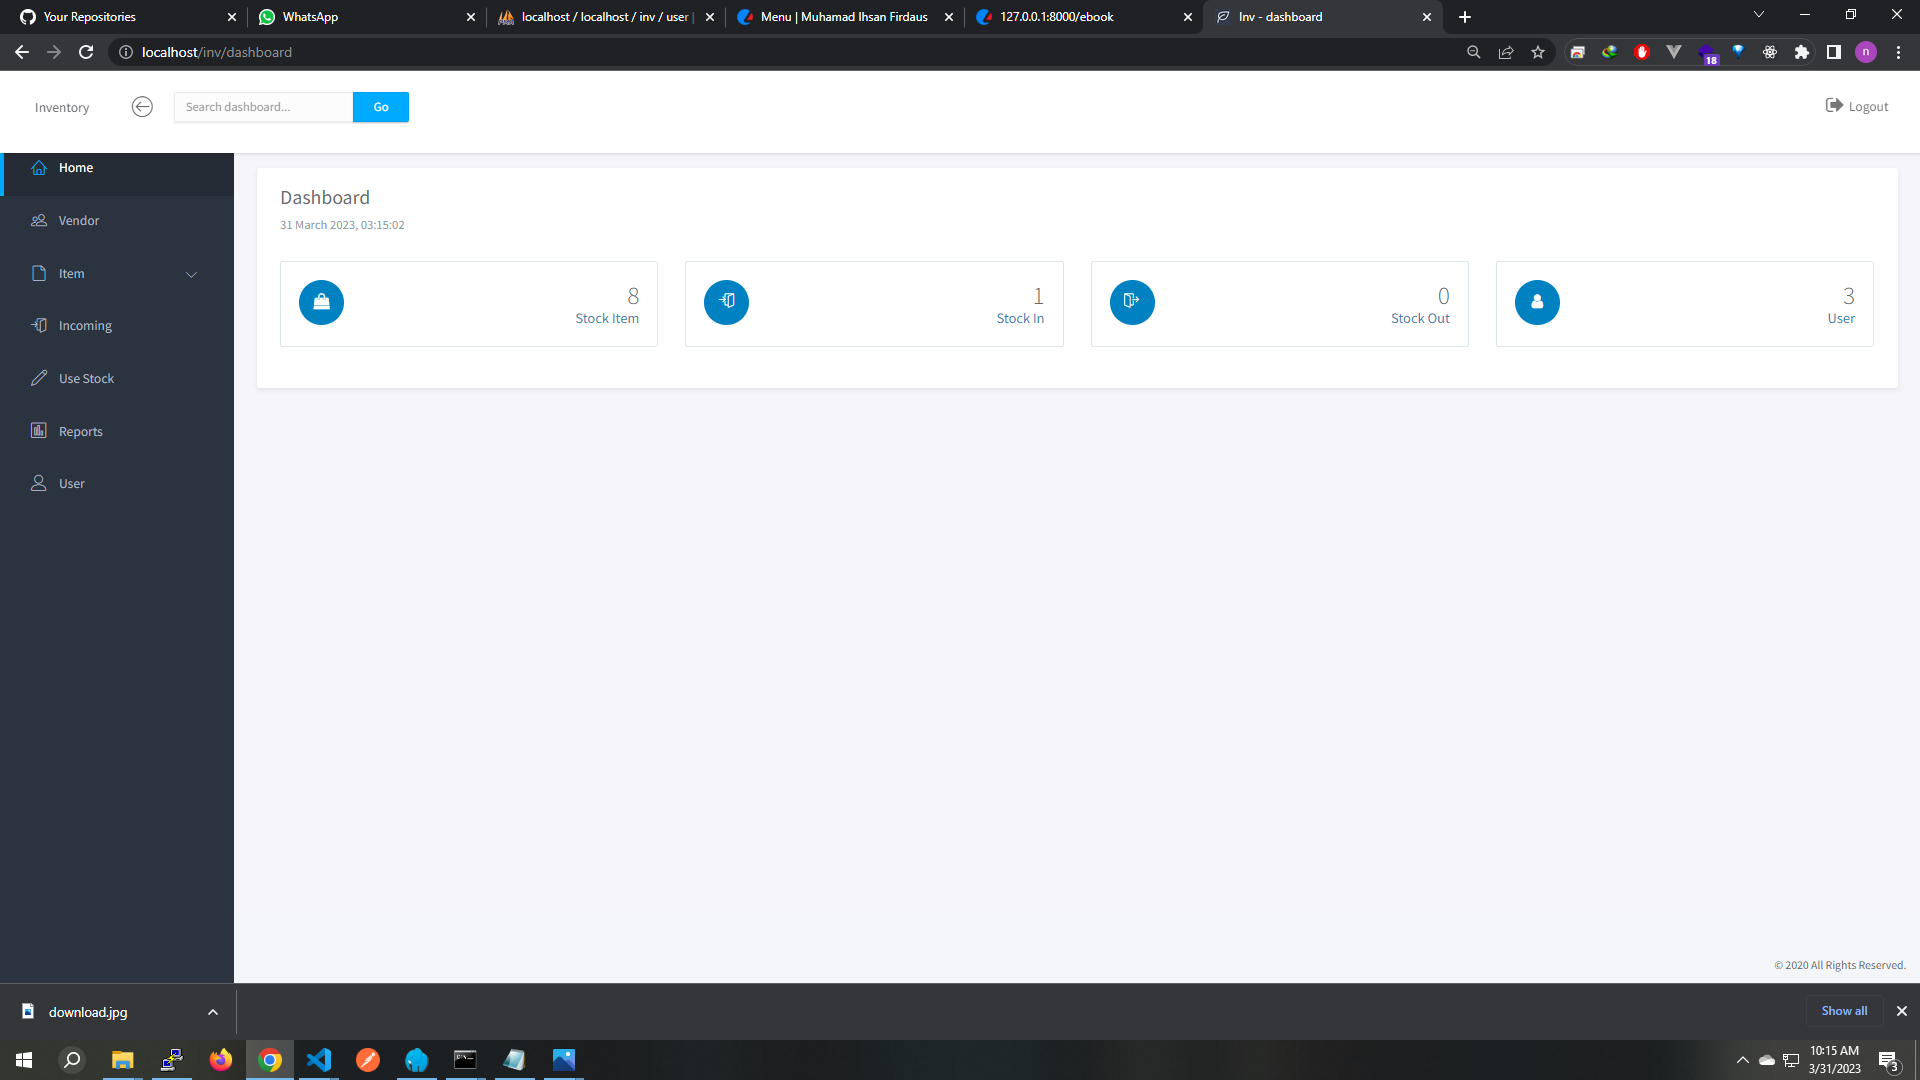 Your Repositories
WhatsApp
localhost / localhost / inv / user |
Menu | Muhamad Ihsan Firdaus
127.0.0.1:8000/ebook
Inv - dashboard
localhost/inv/dashboard
18
n
Inventory
Search dashboard...
Go
Logout
Home
Vendor
Item
Incoming
Use Stock
Reports
User
Dashboard
31 March 2023, 03:15:02
8
Stock Item
1
Stock In
0
Stock Out
3
User
© 2020 All Rights Reserved.
download.jpg
Show all
10:15 AM
3/31/2023
3